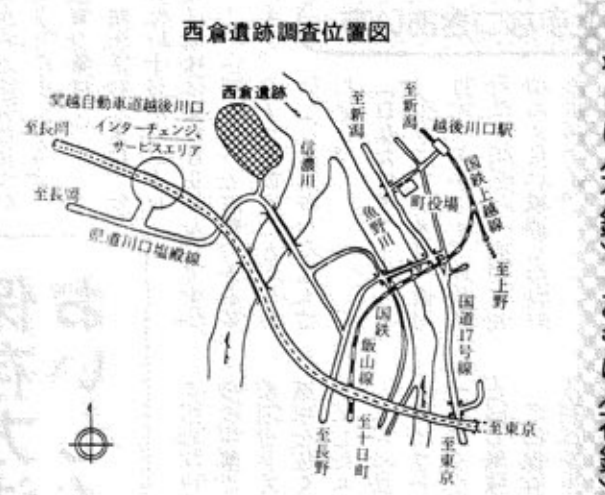 西倉遺跡調査位置図
西倉遺跡
関越自動車道越後川口
インターチェンジ、
サービスエリア
至長岡
至長岡
県道川口塩殿線
信濃川
至新潟
至新潟
越後川口駅
町役場
国鉄上越線
魚野川
至上野
国道17号線
国鉄
飯山線
至長野
至十日町
至東京
至東京